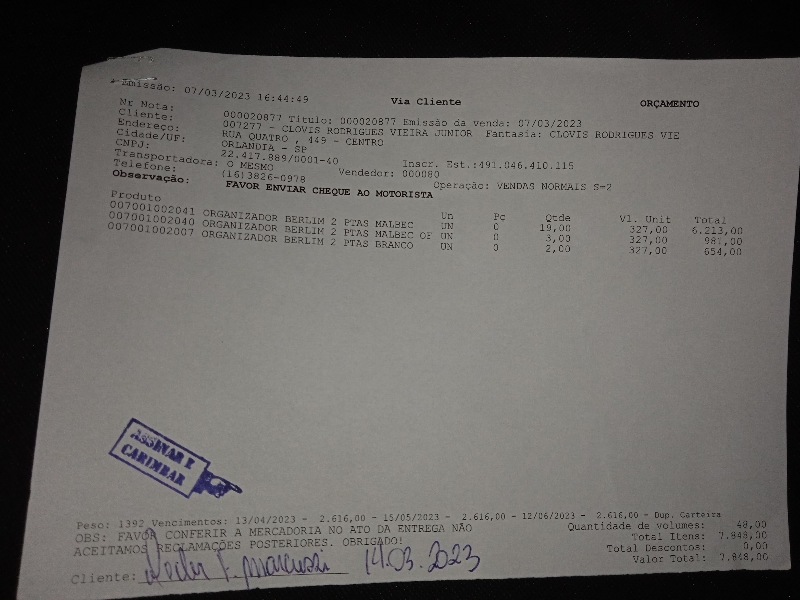 Emissão: 07/03/2023 16:44:49
Via Cliente
ORÇAMENTO
Nr Nota: 000020877 Titulo: 000020877 Emissão da venda: 07/03/2023
Cliente: 007277 - CLOVIS RODRIGUES VIEIRA JUNIOR Fantasia: CLOVIS RODRIGUES VIE
Endereço: RUA QUATRO , 449 - CENTRO
Cidade/UF: ORLANDIA - SP
CNPJ: 22.417.889/0001-40 Inscr. Est.:491.046.410.115
Transportadora: O MESMO Vendedor: 000080
Telefone: (16)3826-0978 Operação: VENDAS NORMAIS S=2
Observação: FAVOR ENVIAR CHEQUE AO MOTORISTA
Produto Un Pc Qtde Vl. Unit Total
007001002041 ORGANIZADOR BERLIM 2 PTAS MALBEC UN 0 19,00 327,00 6.213,00
007001002040 ORGANIZADOR BERLIM 2 PTAS MALBEC OF UN 0 3,00 327,00 981,00
007001002007 ORGANIZADOR BERLIM 2 PTAS BRANCO UN 0 2,00 327,00 654,00
ASSINAR E
CARIMBAR
Peso: 1392 Vencimentos: 13/04/2023 - 2.616,00 - 15/05/2023 - 2.616,00 - 12/06/2023 - 2.616,00 - Dup. Carteira
OBS: FAVOR CONFERIR A MERCADORIA NO ATO DA ENTREGA NÃO
ACEITAMOS RECLAMAÇÕES POSTERIORES. OBRIGADO!
Quantidade de volumes: 48,00
Total Itens: 7.848,00
Total Descontos: 0,00
Valor Total: 7.848,00
Cliente: 14.03.2023